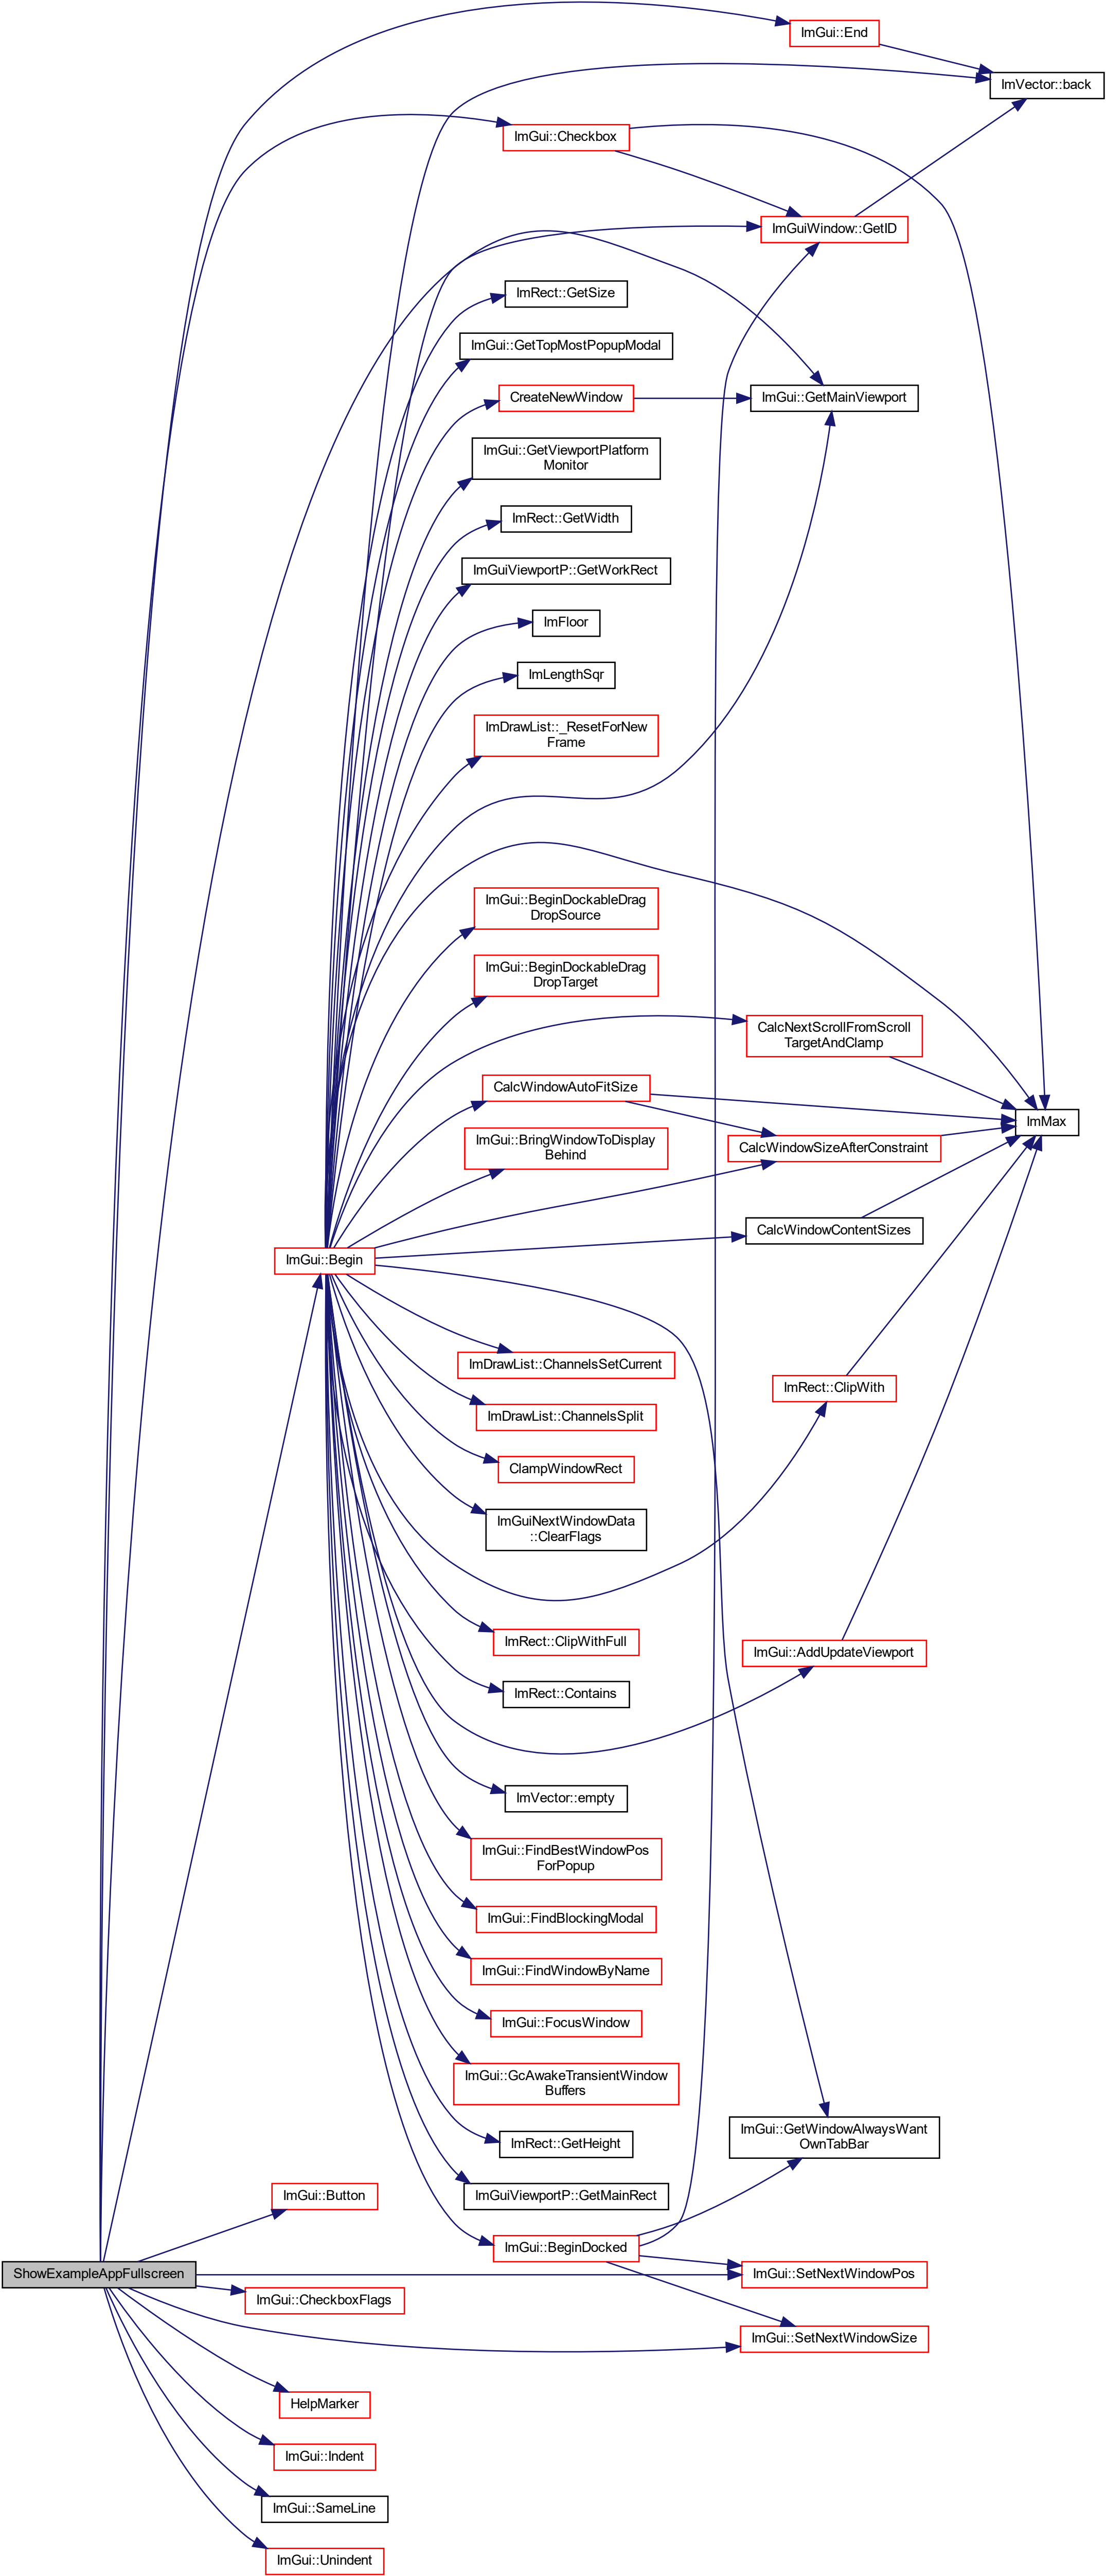 ImGui::End
ImVector::back
ImGui::Checkbox
ImGuiWindow::GetID
ImRect::GetSize
ImGui::GetTopMostPopupModal
CreateNewWindow
ImGui::GetMainViewport
ImGui::GetViewportPlatform
Monitor
ImRect::GetWidth
ImGuiViewportP::GetWorkRect
ImFloor
ImLengthSqr
ImDrawList::_ResetForNew
Frame
ImGui::BeginDockableDrag
DropSource
ImGui::BeginDockableDrag
DropTarget
CalcNextScrollFromScroll
TargetAndClamp
CalcWindowAutoFitSize
ImMax
ImGui::BringWindowToDisplay
Behind
CalcWindowSizeAfterConstraint
CalcWindowContentSizes
ImGui::Begin
ImDrawList::ChannelsSetCurrent
ImRect::ClipWith
ImDrawList::ChannelsSplit
ClampWindowRect
ImGuiNextWindowData
::ClearFlags
ImRect::ClipWithFull
ImGui::AddUpdateViewport
ImRect::Contains
ImVector::empty
ImGui::FindBestWindowPos
ForPopup
ImGui::FindBlockingModal
ImGui::FindWindowByName
ImGui::FocusWindow
ImGui::GcAwakeTransientWindow
Buffers
ImGui::GetWindowAlwaysWant
OwnTabBar
ImRect::GetHeight
ImGui::Button
ImGuiViewportP::GetMainRect
ImGui::BeginDocked
ShowExampleAppFullscreen
ImGui::SetNextWindowPos
ImGui::CheckboxFlags
ImGui::SetNextWindowSize
HelpMarker
ImGui::Indent
ImGui::SameLine
ImGui::Unindent